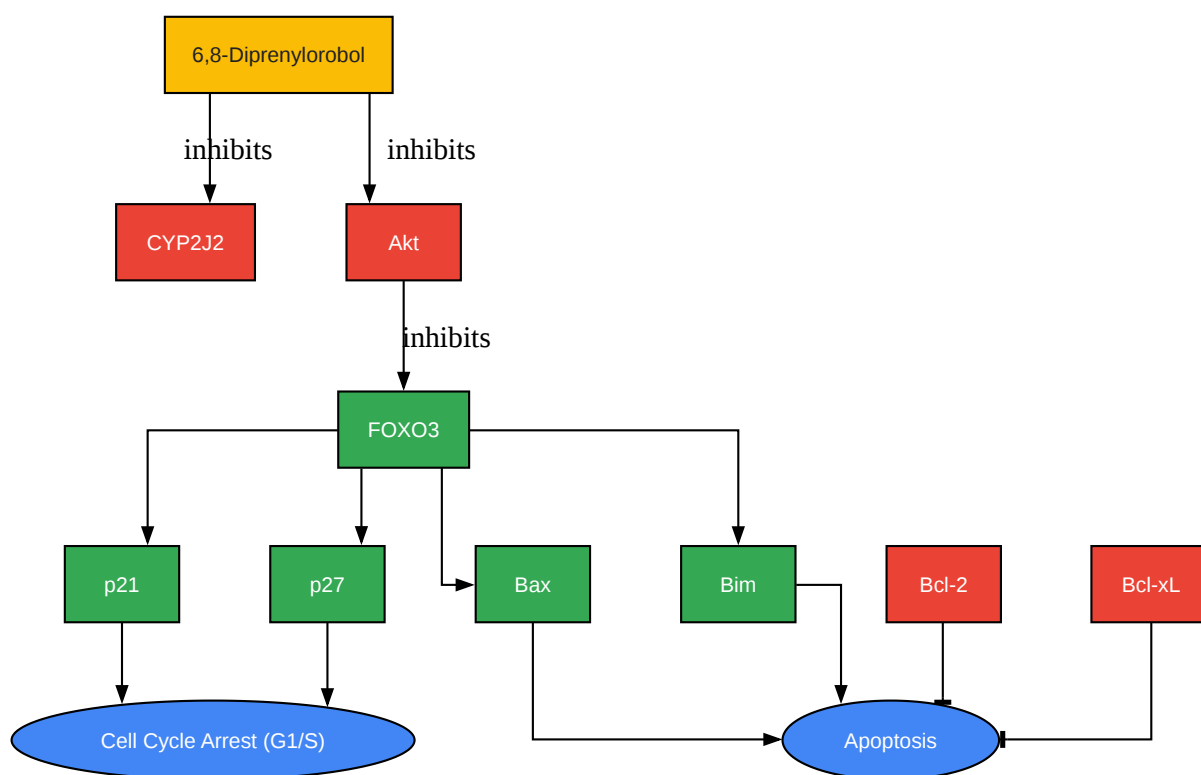 6,8-Diprenylorobol
inhibits
inhibits
CYP2J2
Akt
inhibits
FOXO3
p21
p27
Bax
Bim
Bcl-2
Bcl-xL
Cell Cycle Arrest (G1/S)
Apoptosis